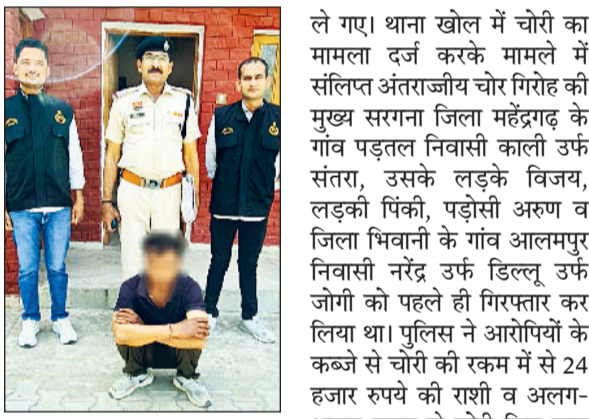 ले गए। थाना खोल में चोरी का
मामला दर्ज करके मामले में
संलिप्त अंतराज्जीय चोर गिरोह की
मुख्य सरगना जिला महेंद्रगढ़ के
गांव पड़तल निवासी काली उर्फ
संतरा, उसके लड़के विजय,
लड़की पिंकी, पड़ोसी अरुण व
जिला भिवानी के गांव आलमपुर
निवासी नरेंद्र उर्फ डिल्लू उर्फ
जोगी को पहले ही गिरफ्तार कर
लिया था। पुलिस ने आरोपियों के
कब्जे से चोरी की रकम में से 24
हजार रुपये की राशी व अलग-